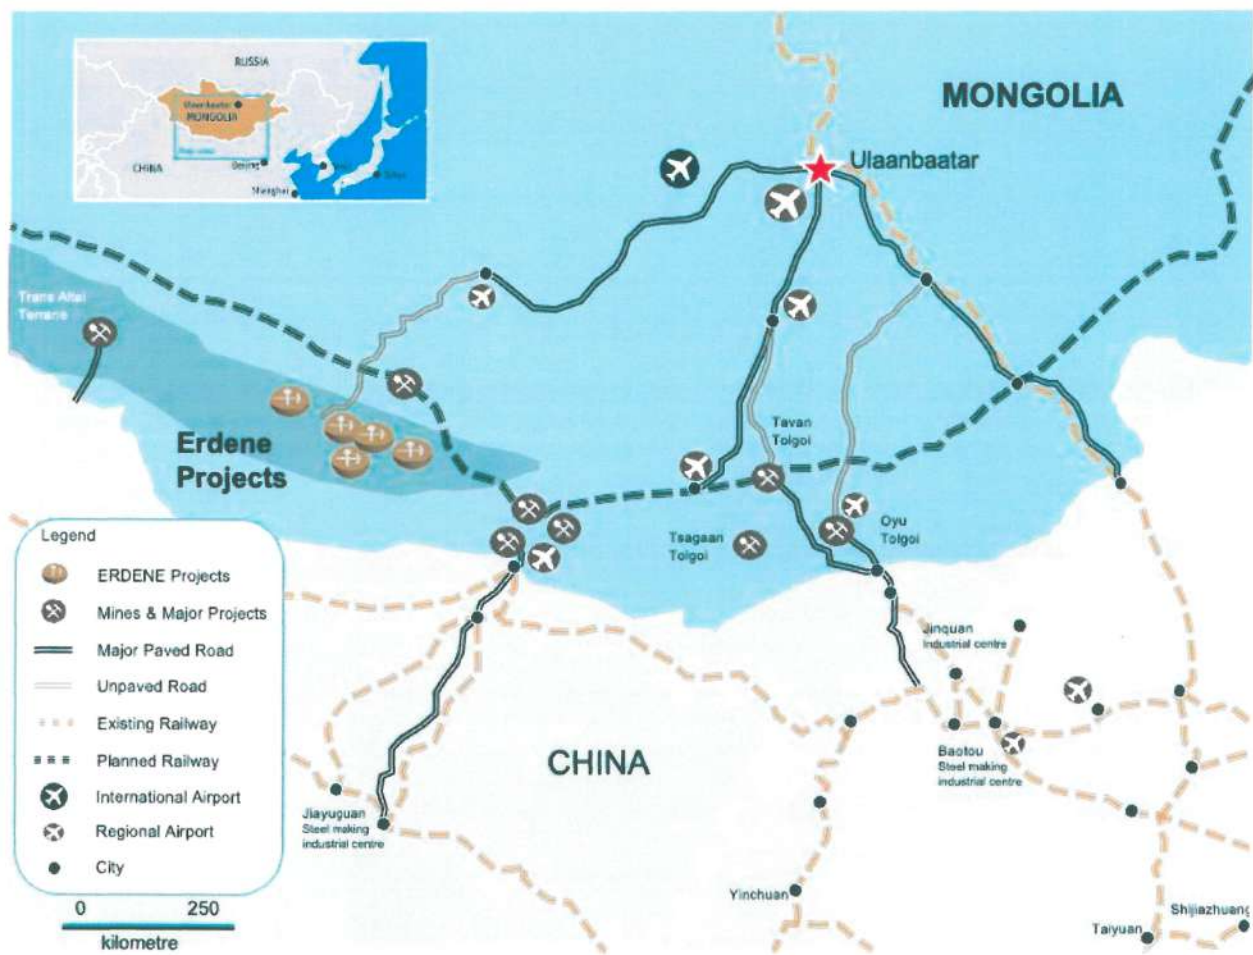 RUSSIA
MONGOLIA
CHINA
Beijing
Shanghai
MONGOLIA
Ulaanbaatar
Trans Altai
Terrane
Erdene
Projects
Tavan
Tolgoi
Tsagaan
Tolgoi
Oyu
Tolgoi
Legend
ERDENE Projects
Mines & Major Projects
Major Paved Road
Unpaved Road
Existing Railway
Planned Railway
International Airport
Regional Airport
City
0 250
kilometre
Jinquan
industrial centre
CHINA
Baotou
Steel making
industrial centre
Jiayuguan
Steel making
industrial centre
Yinchuan
Taiyuan
Shijiazhuang